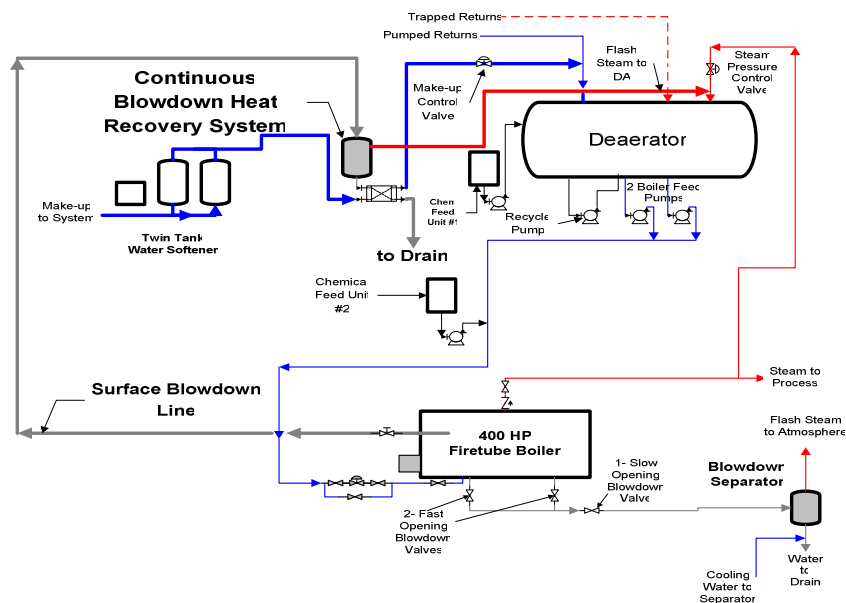 Trapped Returns
Pumped Returns
Flash
Steam to
DA
Steam
Pressure
Control
Valve
Continuous
Blowdown Heat
Recovery System
Make-up
Control
Valve
Deaerator
Make-up
to System
Twin Tank
Water Softener
Chem
Feed
Unit #1
Recycle
Pump
2 Boiler Feed
Pumps
to Drain
Chemica
Feed Unit
#2
Surface Blowdown
Line
400 HP
Firetube Boiler
Steam to
Process
Flash Steam
to Atmosphere
1- Slow
Opening
Blowdown
Valve
Blowdown
Separator
2- Fast
Opening
Blowdown
Valves
Cooling
Water to
Separator
Water
to
Drain